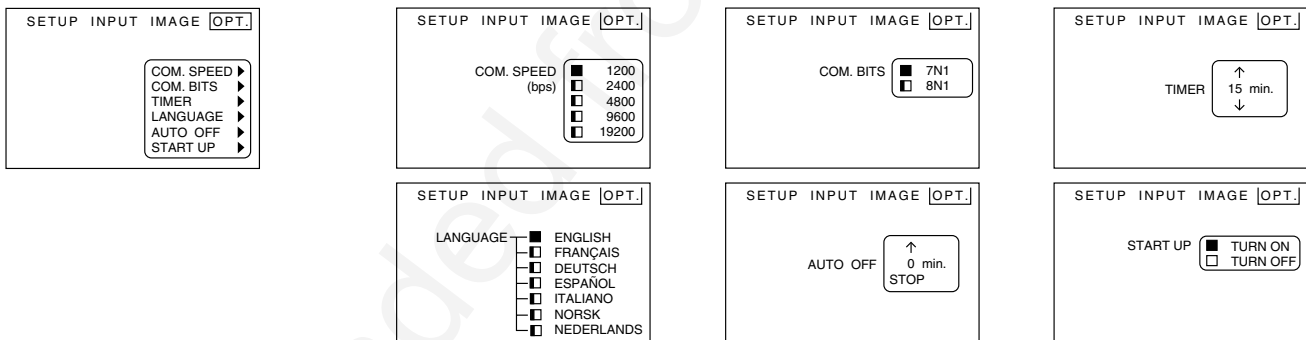 SETUP INPUT IMAGE OPT.
COM. SPEED
COM. BITS
TIMER
LANGUAGE
AUTO OFF
START UP
SETUP INPUT IMAGE OPT.
COM. SPEED 1200
(bps) 2400
4800
9600
19200
SETUP INPUT IMAGE OPT.
COM. BITS 7N1
8N1
SETUP INPUT IMAGE OPT.
↑
TIMER 15 min.
↓
SETUP INPUT IMAGE OPT.
LANGUAGE ENGLISH
FRANÇAIS
DEUTSCH
ESPAÑOL
ITALIANO
NORSK
NEDERLANDS
SETUP INPUT IMAGE OPT.
↑
AUTO OFF 0 min.
STOP
SETUP INPUT IMAGE OPT.
START UP TURN ON
TURN OFF